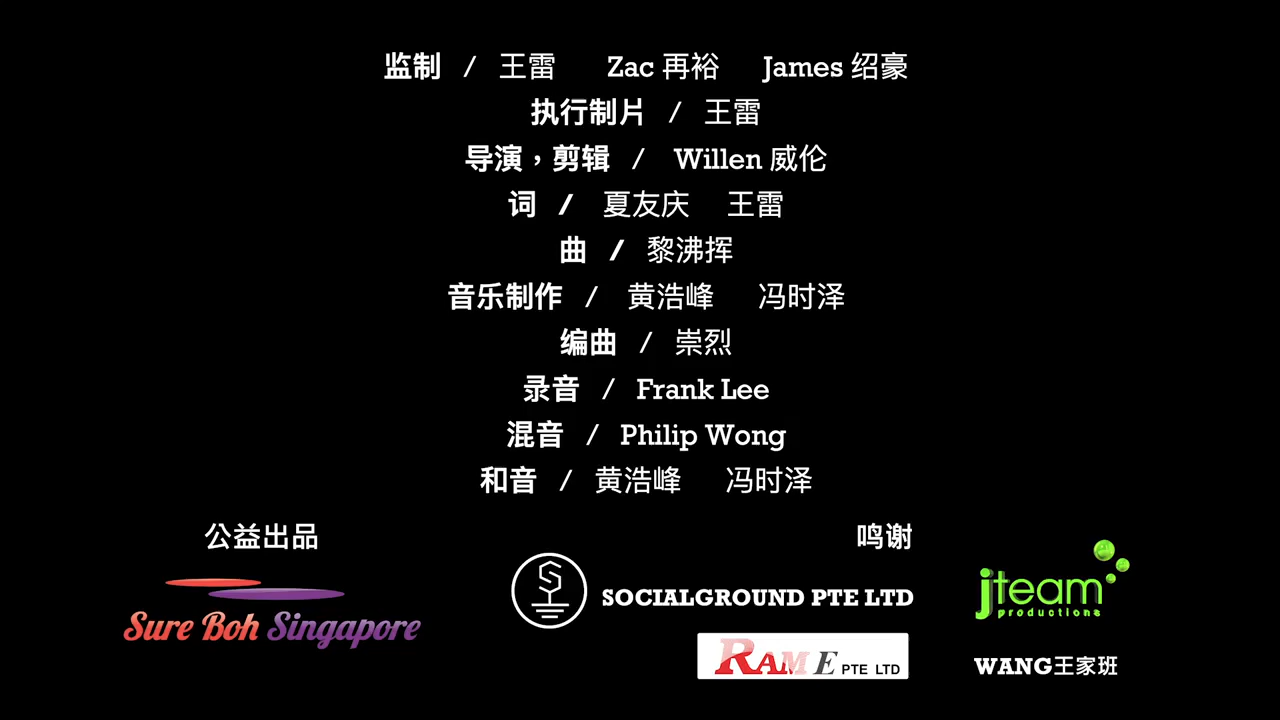 监制 / 王雷 Zac 再裕 James 绍豪
执行制片 / 王雷
导演，剪辑 / Willen 威伦
词 / 夏友庆 王雷
曲 / 黎沸挥
音乐制作 / 黄浩峰 冯时泽
编曲 / 崇烈
录音 / Frank Lee
混音 / Philip Wong
和音 / 黄浩峰 冯时泽
公益出品
鸣谢
Sure Boh Singapore
SOCIALGROUND PTE LTD
jteam
productions
RAME PTE LTD
WANG王家班